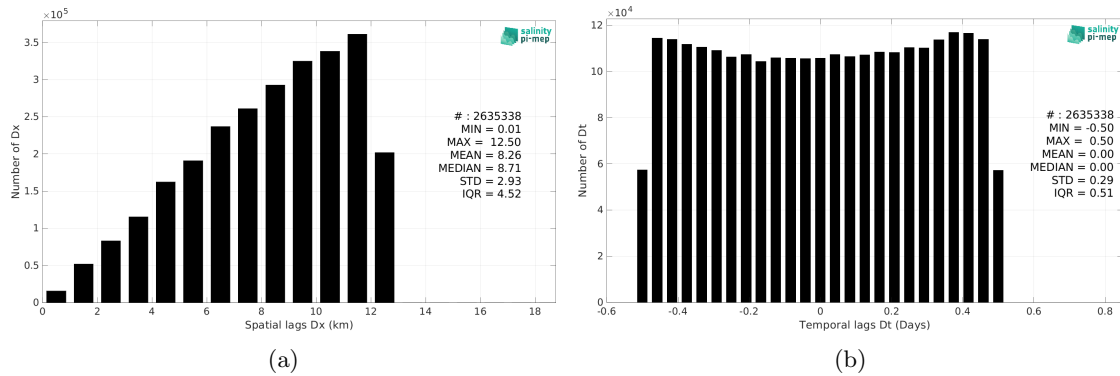 ×10⁵
3.5
3
2.5
2
1.5
1
0.5
0
0 2 4 6 8 10 12 14 16 18
Number of Dx
Spatial lags Dx (km)
salinity
pi-mep
# : 2635338
MIN = 0.01
MAX = 12.50
MEAN = 8.26
MEDIAN = 8.71
STD = 2.93
IQR = 4.52
(a)
×10⁴
12
10
8
6
4
2
0
-0.6 -0.4 -0.2 0 0.2 0.4 0.6 0.8
Number of Dt
Temporal lags Dt (Days)
salinity
pi-mep
# : 2635338
MIN = -0.50
MAX = 0.50
MEAN = 0.00
MEDIAN = 0.00
STD = 0.29
IQR = 0.51
(b)